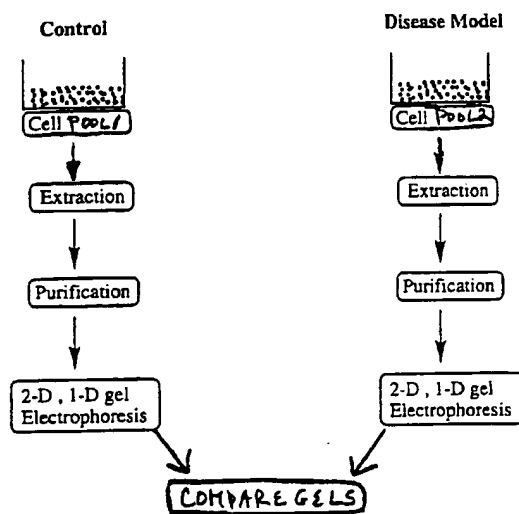 Control
Cell POOL1
Extraction
Purification
2-D , 1-D gel
Electrophoresis
Disease Model
Cell POOL2
Extraction
Purification
2-D , 1-D gel
Electrophoresis
COMPARE GELS